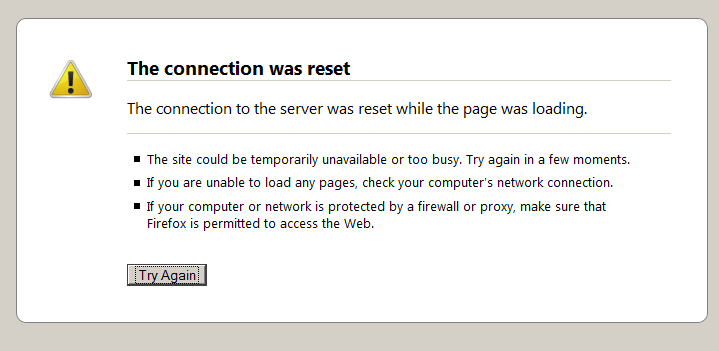 The connection was reset
The connection to the server was reset while the page was loading.
The site could be temporarily unavailable or too busy. Try again in a few moments.
If you are unable to load any pages, check your computer's network connection.
If your computer or network is protected by a firewall or proxy, make sure that
Firefox is permitted to access the Web.
Try Again